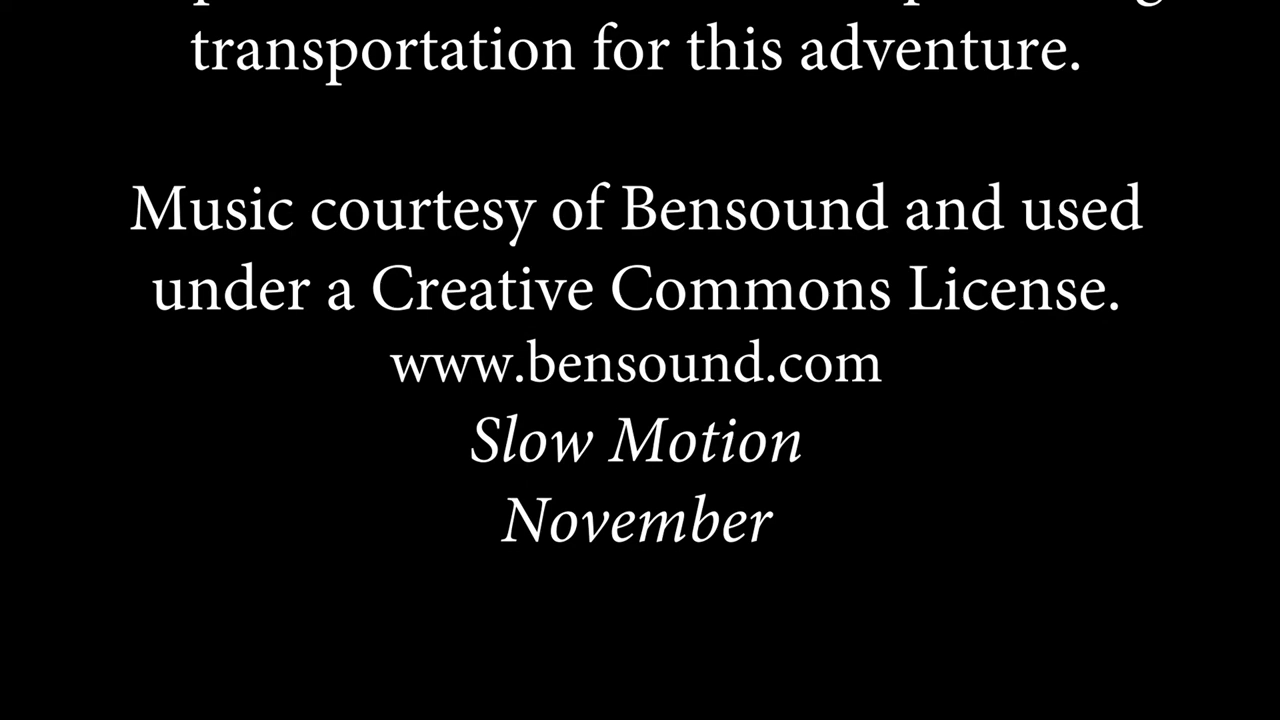 transportation for this adventure.
Music courtesy of Bensound and used
under a Creative Commons License.
www.bensound.com
Slow Motion
November